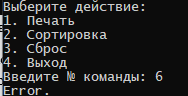 Выберите действие:
1. Печать
2. Сортировка
3. Сброс
4. Выход
Введите № команды: 6
Error.